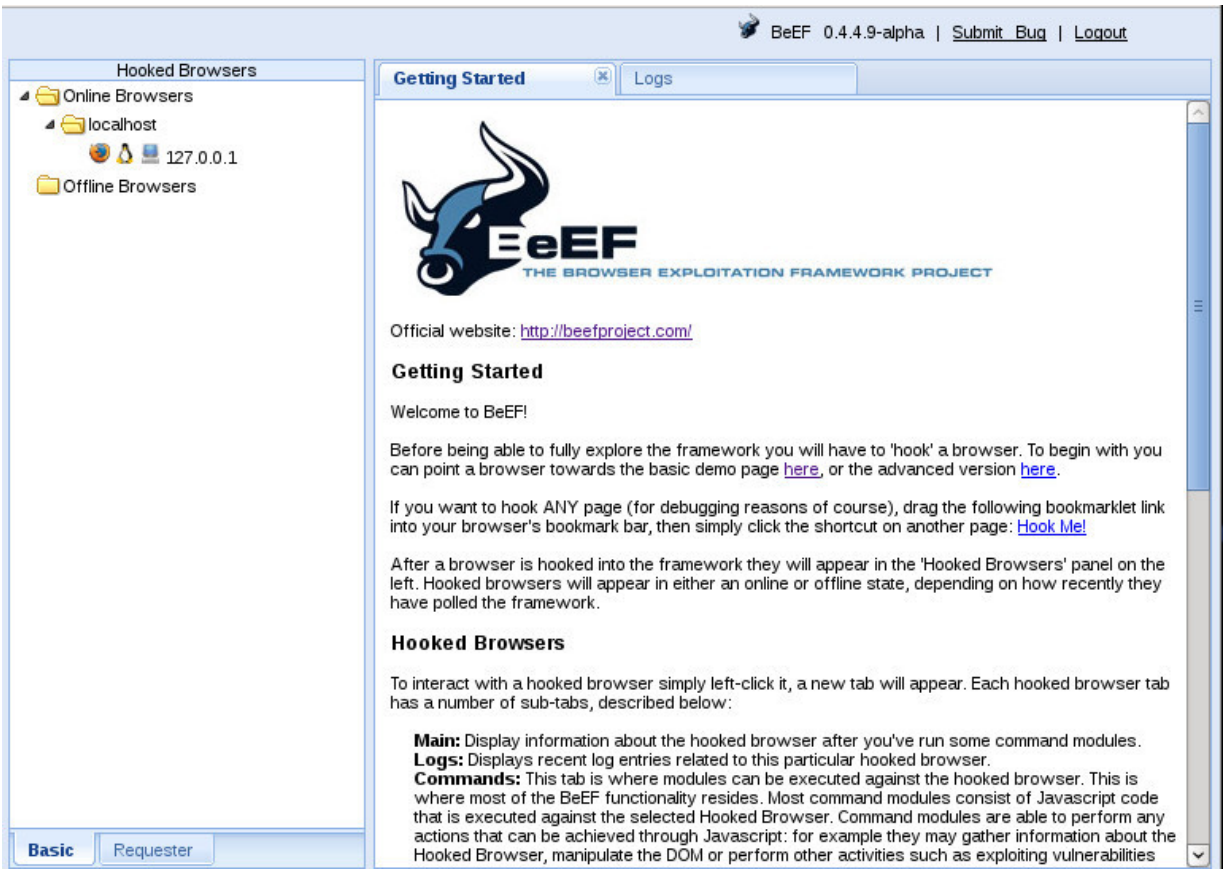 BeEF 0.4.4.9-alpha | Submit Bug | Logout
Hooked Browsers
Online Browsers
localhost
127.0.0.1
Offline Browsers
Basic
Requester
Getting Started
Logs
BeEF
THE BROWSER EXPLOITATION FRAMEWORK PROJECT
Official website: http://beefproject.com/
Getting Started
Welcome to BeEF!
Before being able to fully explore the framework you will have to 'hook' a browser. To begin with you
can point a browser towards the basic demo page here, or the advanced version here.
If you want to hook ANY page (for debugging reasons of course), drag the following bookmarklet link
into your browser's bookmark bar, then simply click the shortcut on another page: Hook Me!
After a browser is hooked into the framework they will appear in the 'Hooked Browsers' panel on the
left. Hooked browsers will appear in either an online or offline state, depending on how recently they
have polled the framework.
Hooked Browsers
To interact with a hooked browser simply left-click it, a new tab will appear. Each hooked browser tab
has a number of sub-tabs, described below:
Main: Display information about the hooked browser after you've run some command modules.
Logs: Displays recent log entries related to this particular hooked browser.
Commands: This tab is where modules can be executed against the hooked browser. This is
where most of the BeEF functionality resides. Most command modules consist of Javascript code
that is executed against the selected Hooked Browser. Command modules are able to perform any
actions that can be achieved through Javascript: for example they may gather information about the
Hooked Browser, manipulate the DOM or perform other activities such as exploiting vulnerabilities